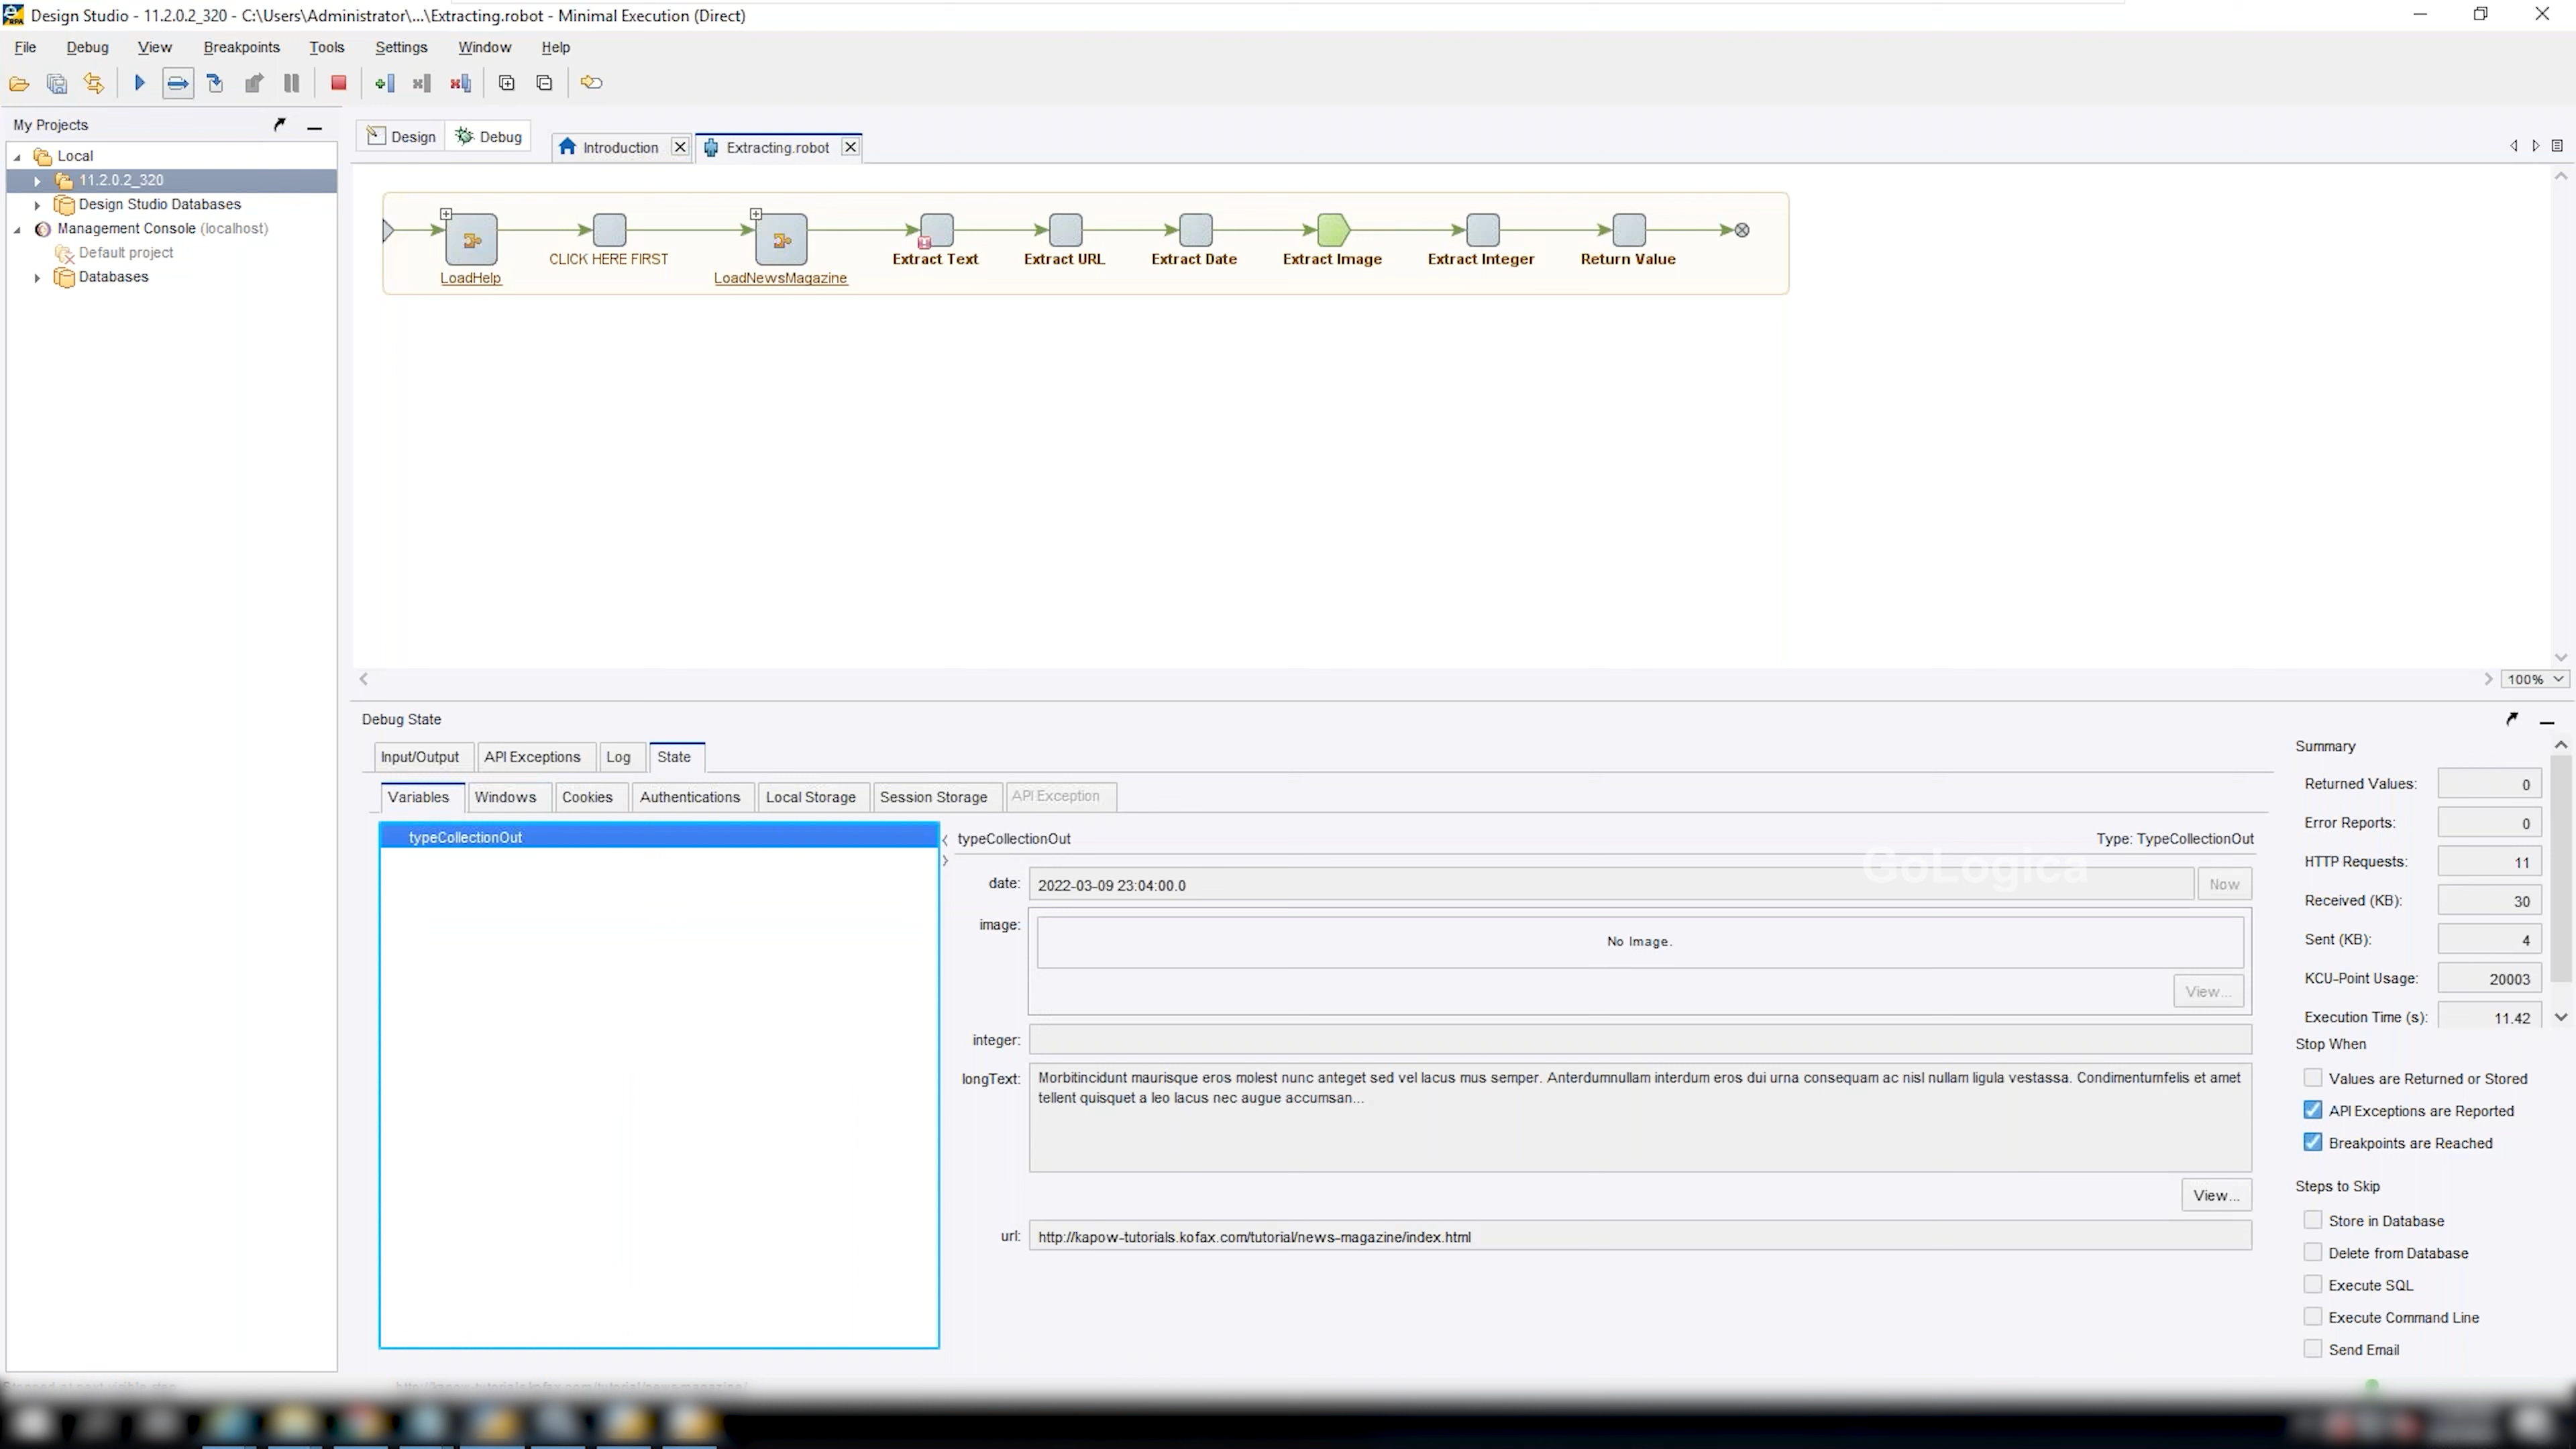 Design Studio - 11.2.0.2_320 - C:\Users\Administrator\...\Extracting.robot - Minimal Execution (Direct)
File Debug View Breakpoints Tools Settings Window Help
My Projects
Local
11.2.0.2_320
Design Studio Databases
Management Console (localhost)
Default project
Databases
Design Debug Introduction Extracting.robot
LoadHelp CLICK HERE FIRST LoadNewsMagazine Extract Text Extract URL Extract Date Extract Image Extract Integer Return Value
100%
Debug State
Input/Output API Exceptions Log State
Variables Windows Cookies Authentications Local Storage Session Storage API Exception
typeCollectionOut
typeCollectionOut Type: TypeCollectionOut
GoLogica
date: 2022-03-09 23:04:00.0 Now
image: No Image.
View...
integer:
longText: Morbitincidunt maurisque eros molest nunc anteget sed vel lacus mus semper. Anterdumnullam interdum eros dui urna consequam ac nisl nullam ligula vestassa. Condimentumfelis et amet
tellent quisquet a leo lacus nec augue accumsan...
View...
url: http://kapow-tutorials.kofax.com/tutorial/news-magazine/index.html
Summary
Returned Values: 0
Error Reports: 0
HTTP Requests: 11
Received (KB): 30
Sent (KB): 4
KCU-Point Usage: 20003
Execution Time (s): 11.42
Stop When
Values are Returned or Stored
API Exceptions are Reported
Breakpoints are Reached
Steps to Skip
Store in Database
Delete from Database
Execute SQL
Execute Command Line
Send Email